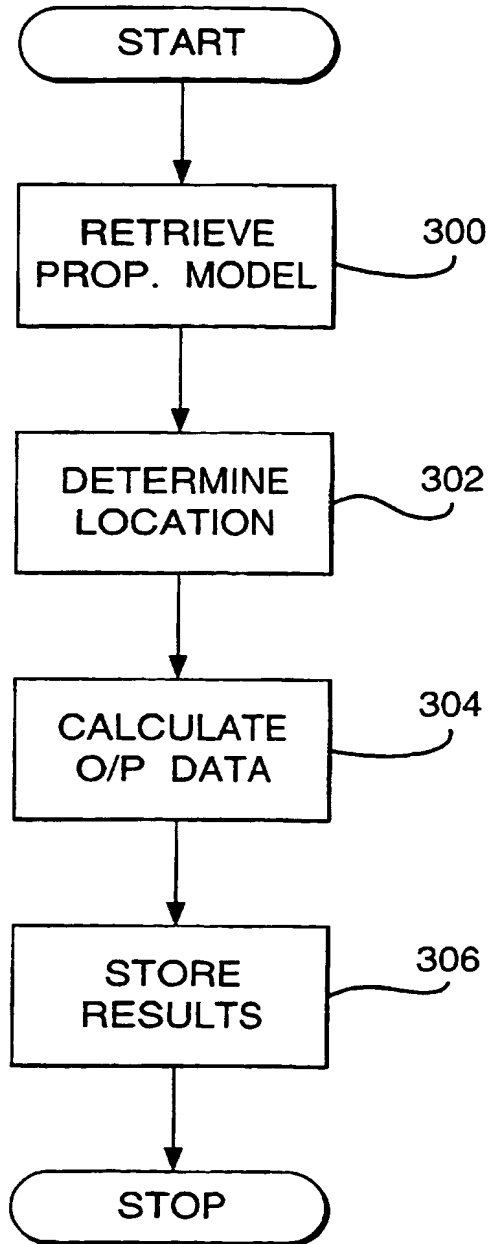 START
RETRIEVE
PROP. MODEL
300
DETERMINE
LOCATION
302
CALCULATE
O/P DATA
304
STORE
RESULTS
306
STOP